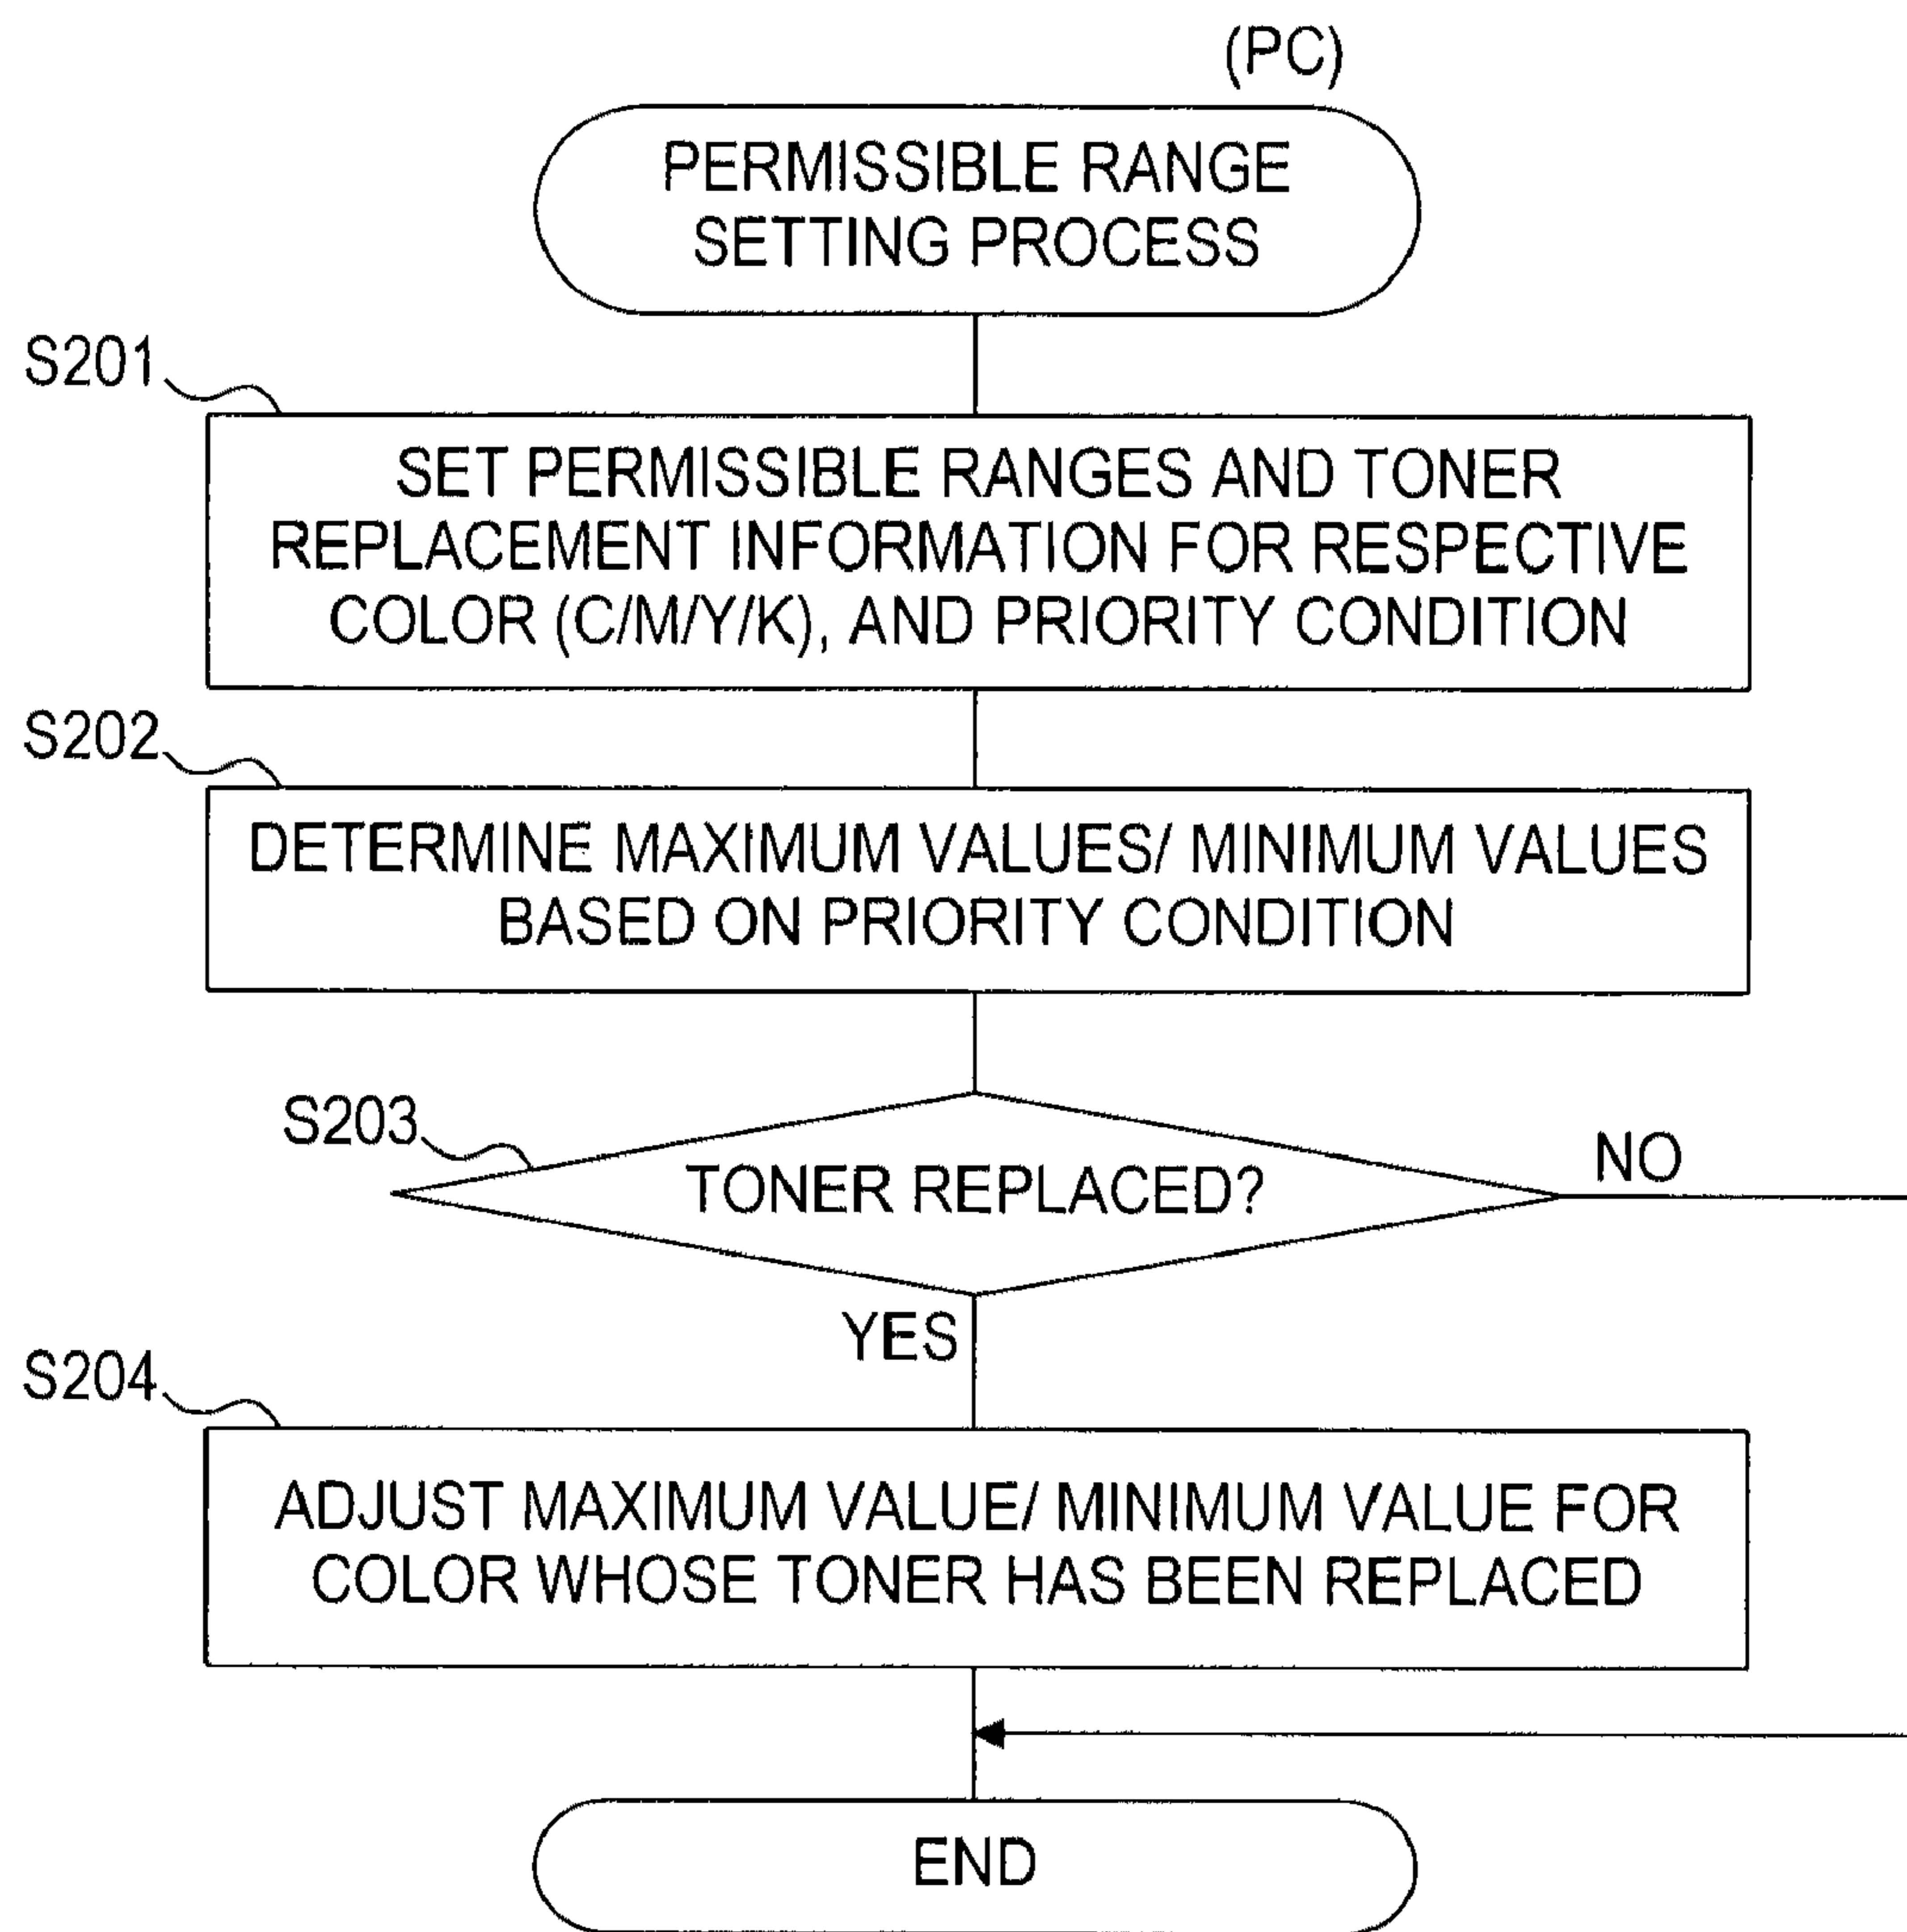 (PC)
PERMISSIBLE RANGE
SETTING PROCESS
S201
SET PERMISSIBLE RANGES AND TONER
REPLACEMENT INFORMATION FOR RESPECTIVE
COLOR (C/M/Y/K), AND PRIORITY CONDITION
S202
DETERMINE MAXIMUM VALUES/ MINIMUM VALUES
BASED ON PRIORITY CONDITION
S203
TONER REPLACED?
NO
YES
S204
ADJUST MAXIMUM VALUE/ MINIMUM VALUE FOR
COLOR WHOSE TONER HAS BEEN REPLACED
END